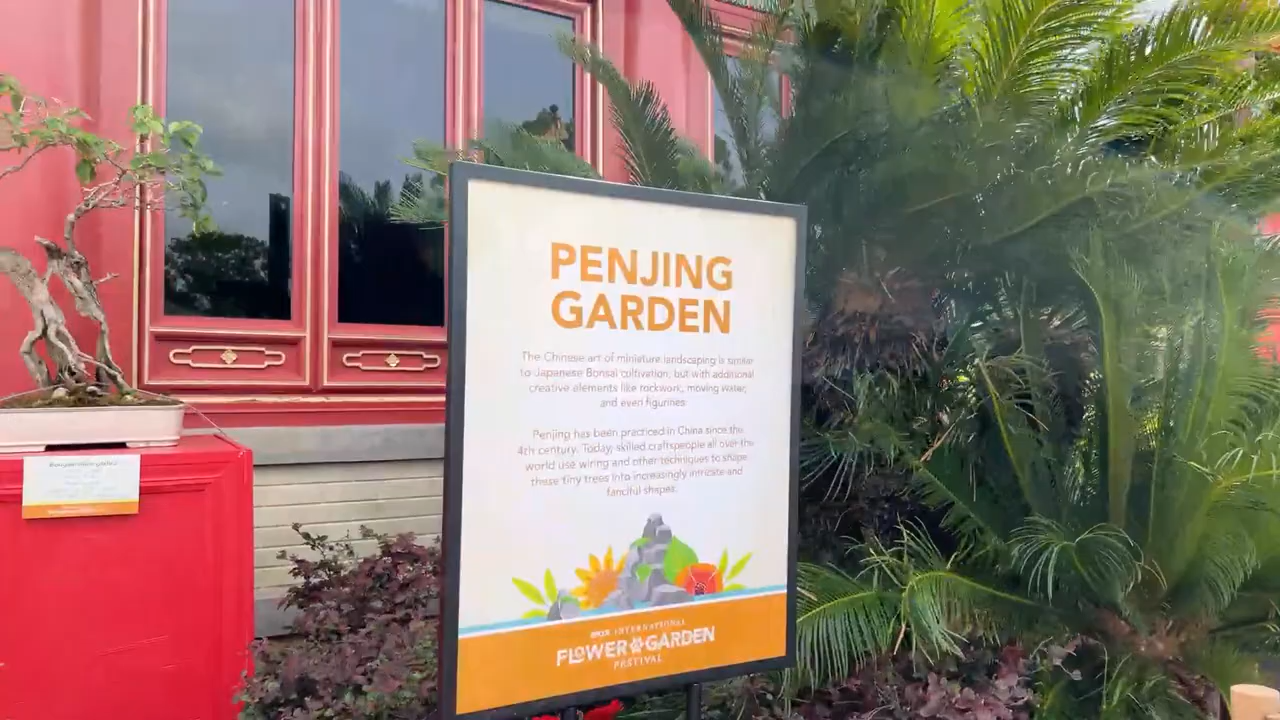 PENJING
GARDEN
The Chinese art of miniature landscaping is similar
to Japanese Bonsai cultivation, but with additional
creative elements like rockwork, moving water,
and even figurines.
Penjing has been practiced in China since the
4th century. Today, skilled craftspeople all over the
world use wiring and other techniques to shape
these tiny trees into increasingly intricate and
fanciful shapes.
INTERNATIONAL
FLOWER & GARDEN
FESTIVAL